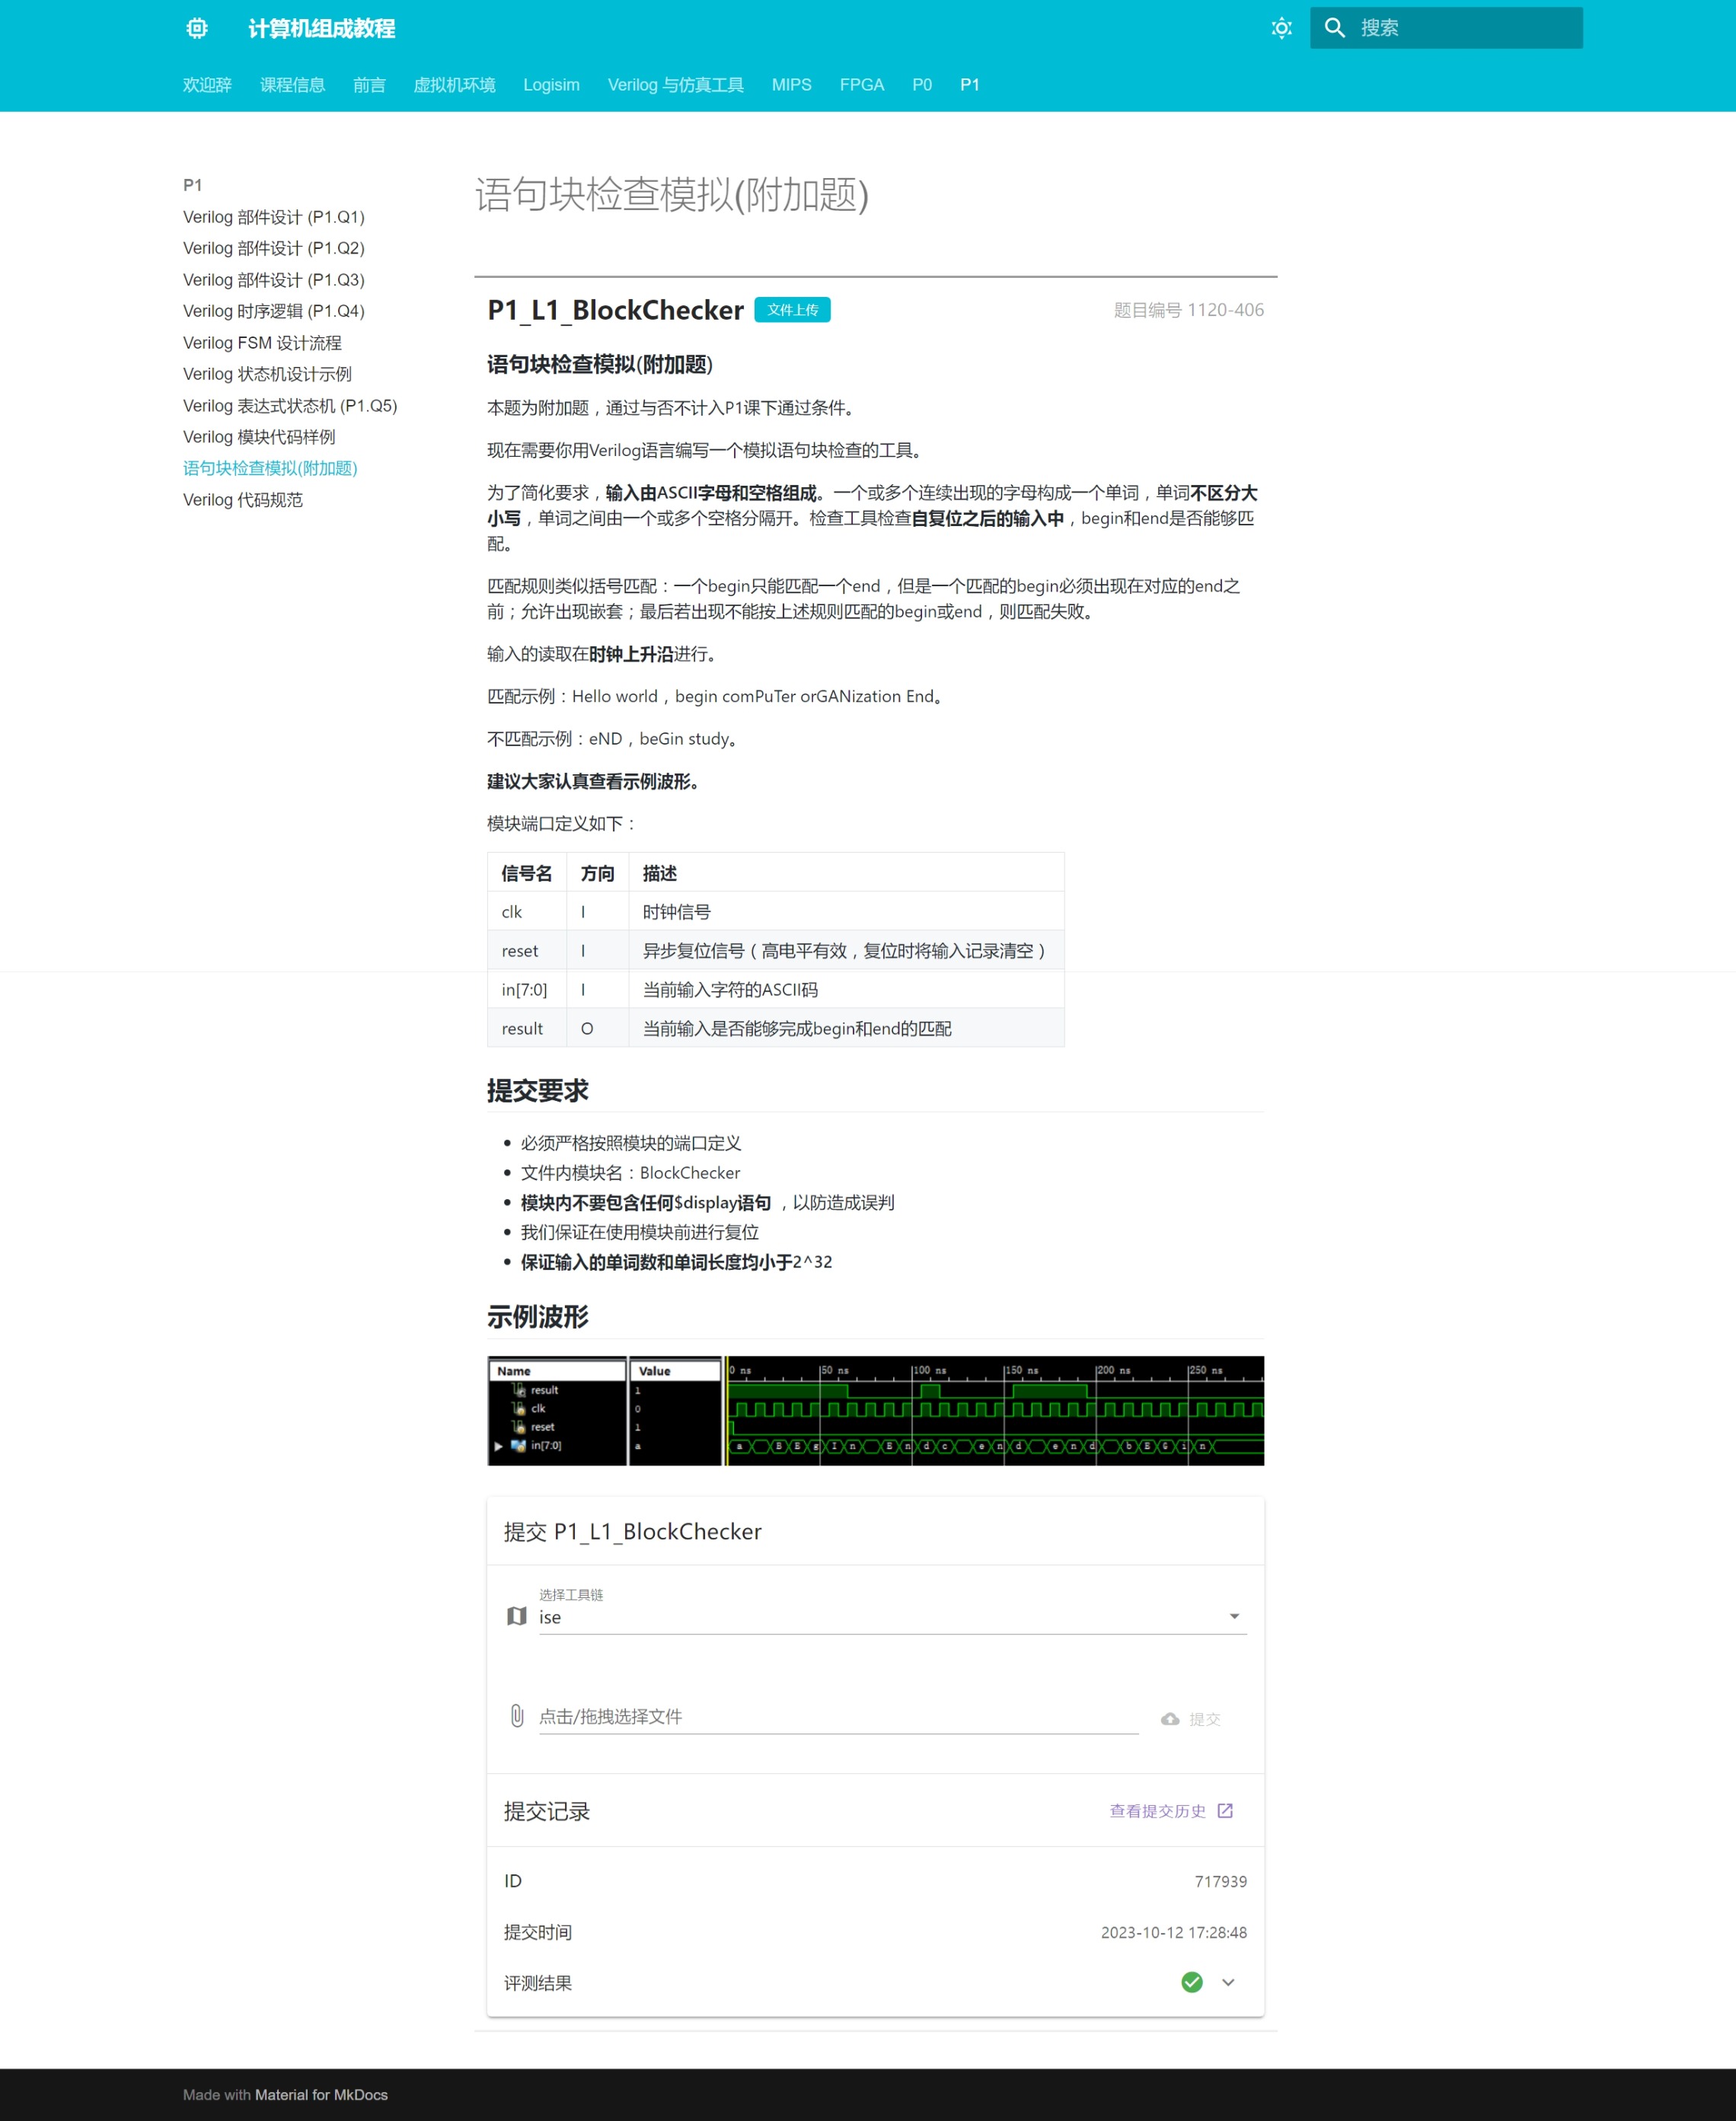 计算机组成教程
搜索
欢迎辞 课程信息 前言 虚拟机环境 Logisim Verilog 与仿真工具 MIPS FPGA P0 P1
P1
Verilog 部件设计 (P1.Q1)
Verilog 部件设计 (P1.Q2)
Verilog 部件设计 (P1.Q3)
Verilog 时序逻辑 (P1.Q4)
Verilog FSM 设计流程
Verilog 状态机设计示例
Verilog 表达式状态机 (P1.Q5)
Verilog 模块代码样例
语句块检查模拟(附加题)
Verilog 代码规范
语句块检查模拟(附加题)
P1_L1_BlockChecker 文件上传 题目编号 1120-406
语句块检查模拟(附加题)
本题为附加题，通过与否不计入P1课下通过条件。
现在需要你用Verilog语言编写一个模拟语句块检查的工具。
为了简化要求，输入由ASCII字母和空格组成。一个或多个连续出现的字母构成一个单词，单词不区分大
小写，单词之间由一个或多个空格分隔开。检查工具检查自复位之后的输入中，begin和end是否能够匹
配。
匹配规则类似括号匹配：一个begin只能匹配一个end，但是一个匹配的begin必须出现在对应的end之
前；允许出现嵌套；最后若出现不能按上述规则匹配的begin或end，则匹配失败。
输入的读取在时钟上升沿进行。
匹配示例：Hello world，begin comPuTer orGANization End。
不匹配示例：eND，beGin study。
建议大家认真查看示例波形。
模块端口定义如下：
信号名 方向 描述
clk I 时钟信号
reset I 异步复位信号（高电平有效，复位时将输入记录清空）
in[7:0] I 当前输入字符的ASCII码
result O 当前输入是否能够完成begin和end的匹配
提交要求
必须严格按照模块的端口定义
文件内模块名：BlockChecker
模块内不要包含任何$display语句 ，以防造成误判
我们保证在使用模块前进行复位
保证输入的单词数和单词长度均小于2^32
示例波形
Name Value 0 ns 50 ns 100 ns 150 ns 200 ns 250 ns
result 1
clk 0
reset 1
in[7:0] a a B E g I n E n d c e n d e n d b E G i n
提交 P1_L1_BlockChecker
选择工具链
ise
点击/拖拽选择文件 提交
提交记录 查看提交历史
ID 717939
提交时间 2023-10-12 17:28:48
评测结果
Made with Material for MkDocs